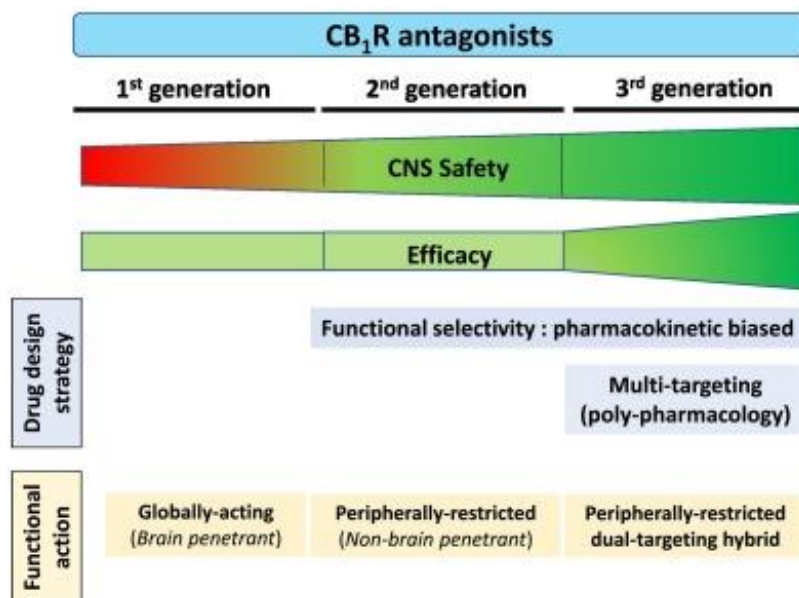 CB₁R antagonists
1ˢᵗ generation
2ⁿᵈ generation
3ʳᵈ generation
CNS Safety
Efficacy
Drug design
strategy
Functional selectivity : pharmacokinetic biased
Multi-targeting
(poly-pharmacology)
Functional
action
Globally-acting
(Brain penetrant)
Peripherally-restricted
(Non-brain penetrant)
Peripherally-restricted
dual-targeting hybrid